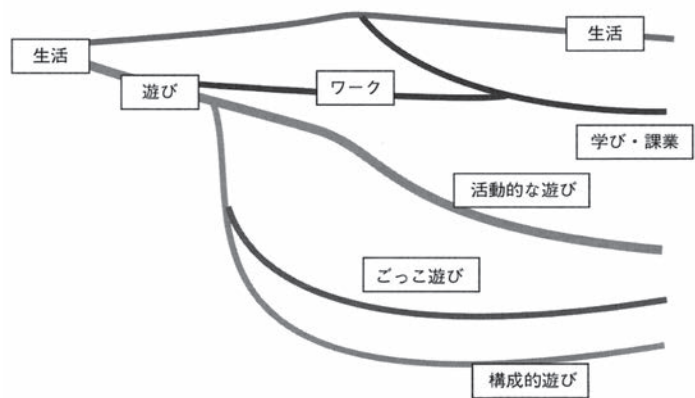 生活
生活
遊び
ワーク
学び・課業
活動的な遊び
ごっこ遊び
構成的遊び